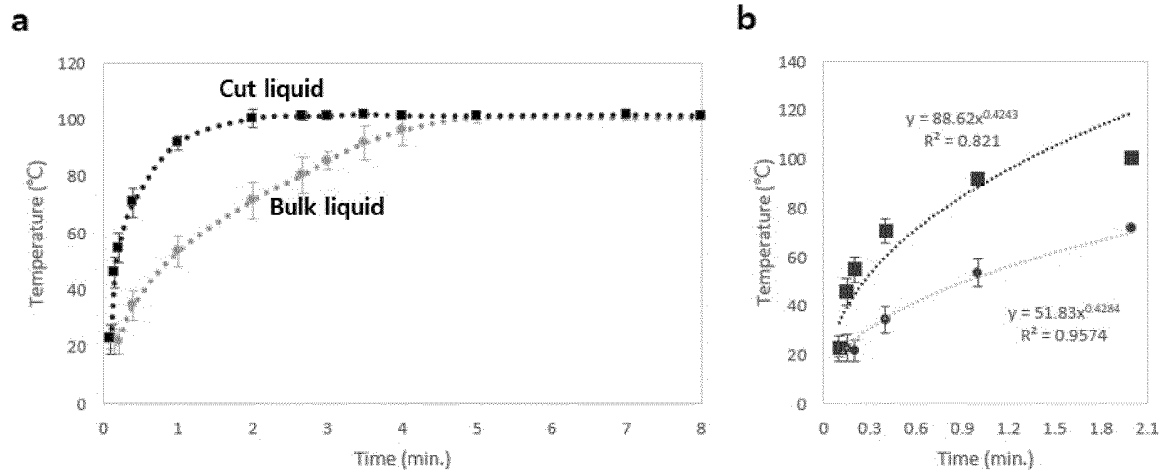 a
Temperature (°C)
120
100
80
60
40
20
0
Cut liquid
Bulk liquid
0 1 2 3 4 5 6 7 8
Time (min.)
b
Temperature (°C)
140
120
100
80
60
40
20
0
y = 88.62x^0.4243
R² = 0.821
y = 51.83x^0.4284
R² = 0.9574
0 0.3 0.6 0.9 1.2 1.5 1.8 2.1
Time (min.)